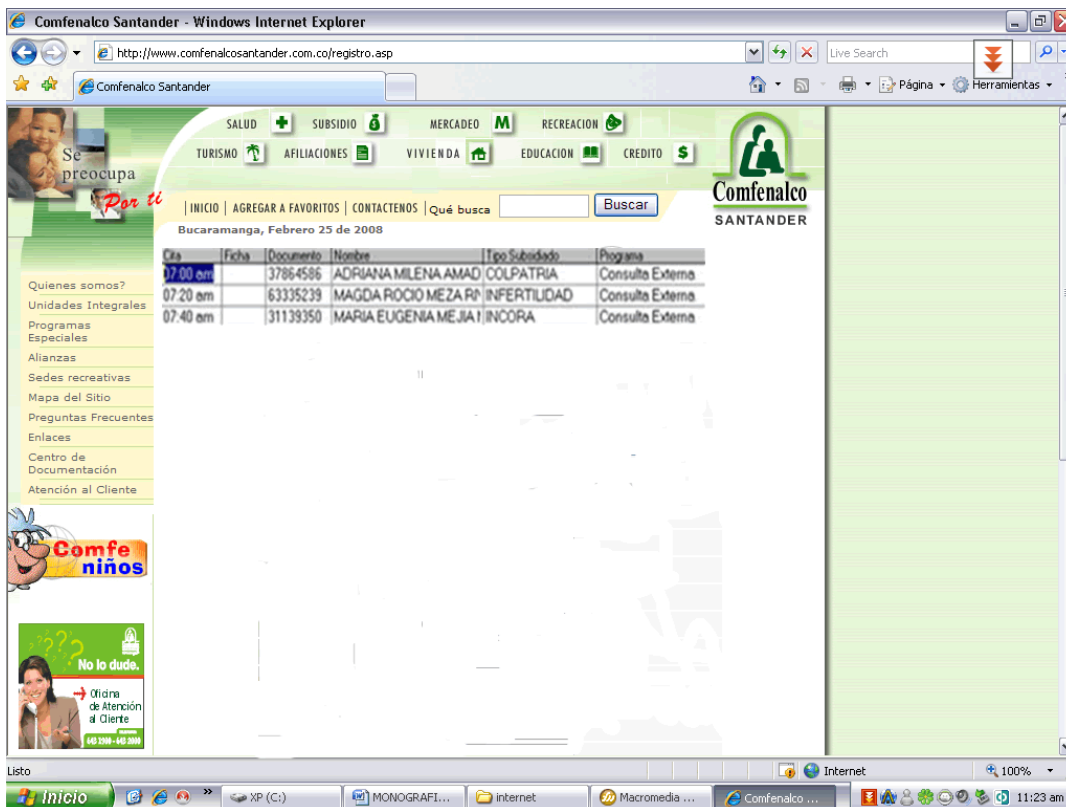 Comfenalco Santander - Windows Internet Explorer
http://www.comfenalcosantander.com.co/registro.asp
Live Search
Comfenalco Santander
Página
Herramientas
Se
preocupa
Por ti
SALUD SUBSIDIO MERCADEO M RECREACION
TURISMO AFILIACIONES VIVIENDA EDUCACION CREDITO $
Comfenalco
SANTANDER
| INICIO | AGREGAR A FAVORITOS | CONTACTENOS | Qué busca Buscar
Bucaramanga, Febrero 25 de 2008
Cita Ficha Documento Nombre Tipo Subsidiado Programa
07:00 am 37864586 ADRIANA MILENA AMAD COLPATRIA Consulta Externa
07:20 am 63335239 MAGDA ROCIO MEZA INFERTILIDAD Consulta Externa
07:40 am 31139350 MARIA EUGENIA MEJIA INCORA Consulta Externa
Quienes somos?
Unidades Integrales
Programas
Especiales
Alianzas
Sedes recreativas
Mapa del Sitio
Preguntas Frecuentes
Enlaces
Centro de
Documentación
Atención al Cliente
Comfe
niños
No lo dude.
Oficina
de Atención
al Cliente
Listo
Internet
100%
Inicio
XP (C:)
MONOGRAFI...
internet
Macromedia ...
Comfenalco ...
11:23 am